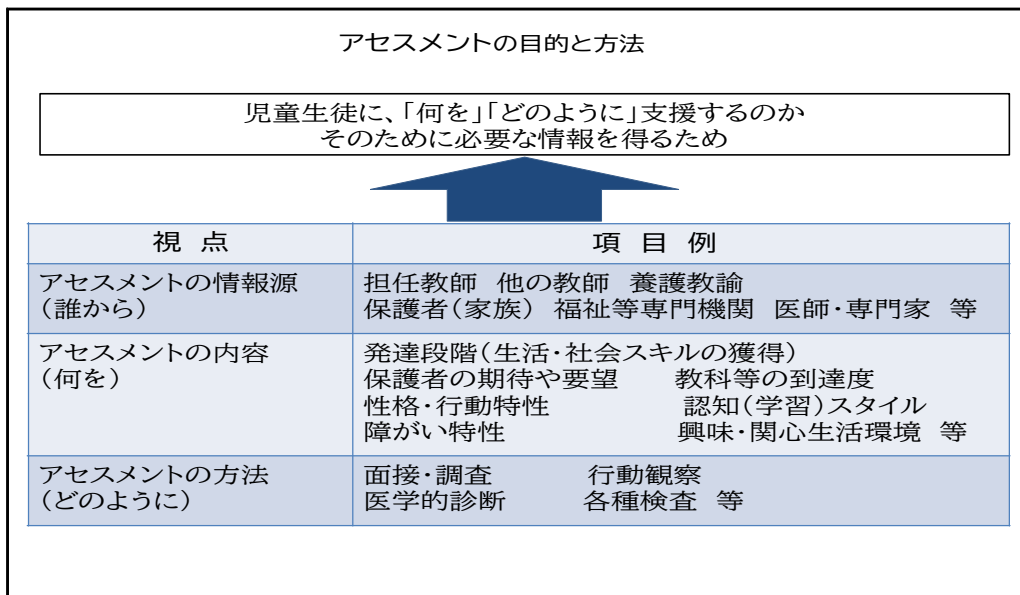 アセスメントの目的と方法
児童生徒に、「何を」「どのように」支援するのか
そのために必要な情報を得るため
視 点 項 目 例
アセスメントの情報源 担任教師 他の教師 養護教諭
(誰から) 保護者(家族) 福祉等専門機関 医師・専門家 等
アセスメントの内容 発達段階(生活・社会スキルの獲得)
(何を) 保護者の期待や要望 教科等の到達度
性格・行動特性 認知(学習)スタイル
障がい特性 興味・関心生活環境 等
アセスメントの方法 面接・調査 行動観察
(どのように) 医学的診断 各種検査 等